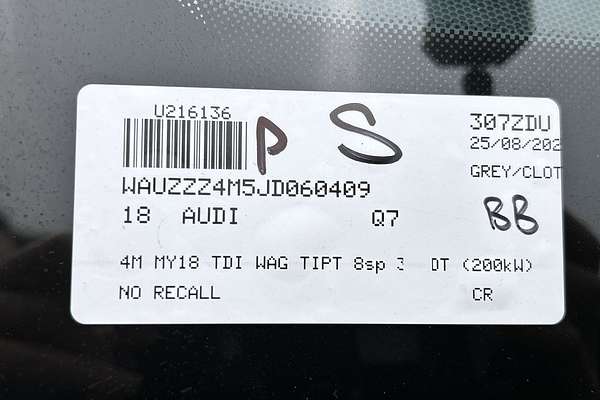 U216136
P S
307ZDU
25/08/202
GREY/CLOT
WAUZZZ4M5JD060409
18 AUDI Q7
BB
4M MY18 TDI WAG TIPT 8sp 3 DT (200kW)
NO RECALL CR